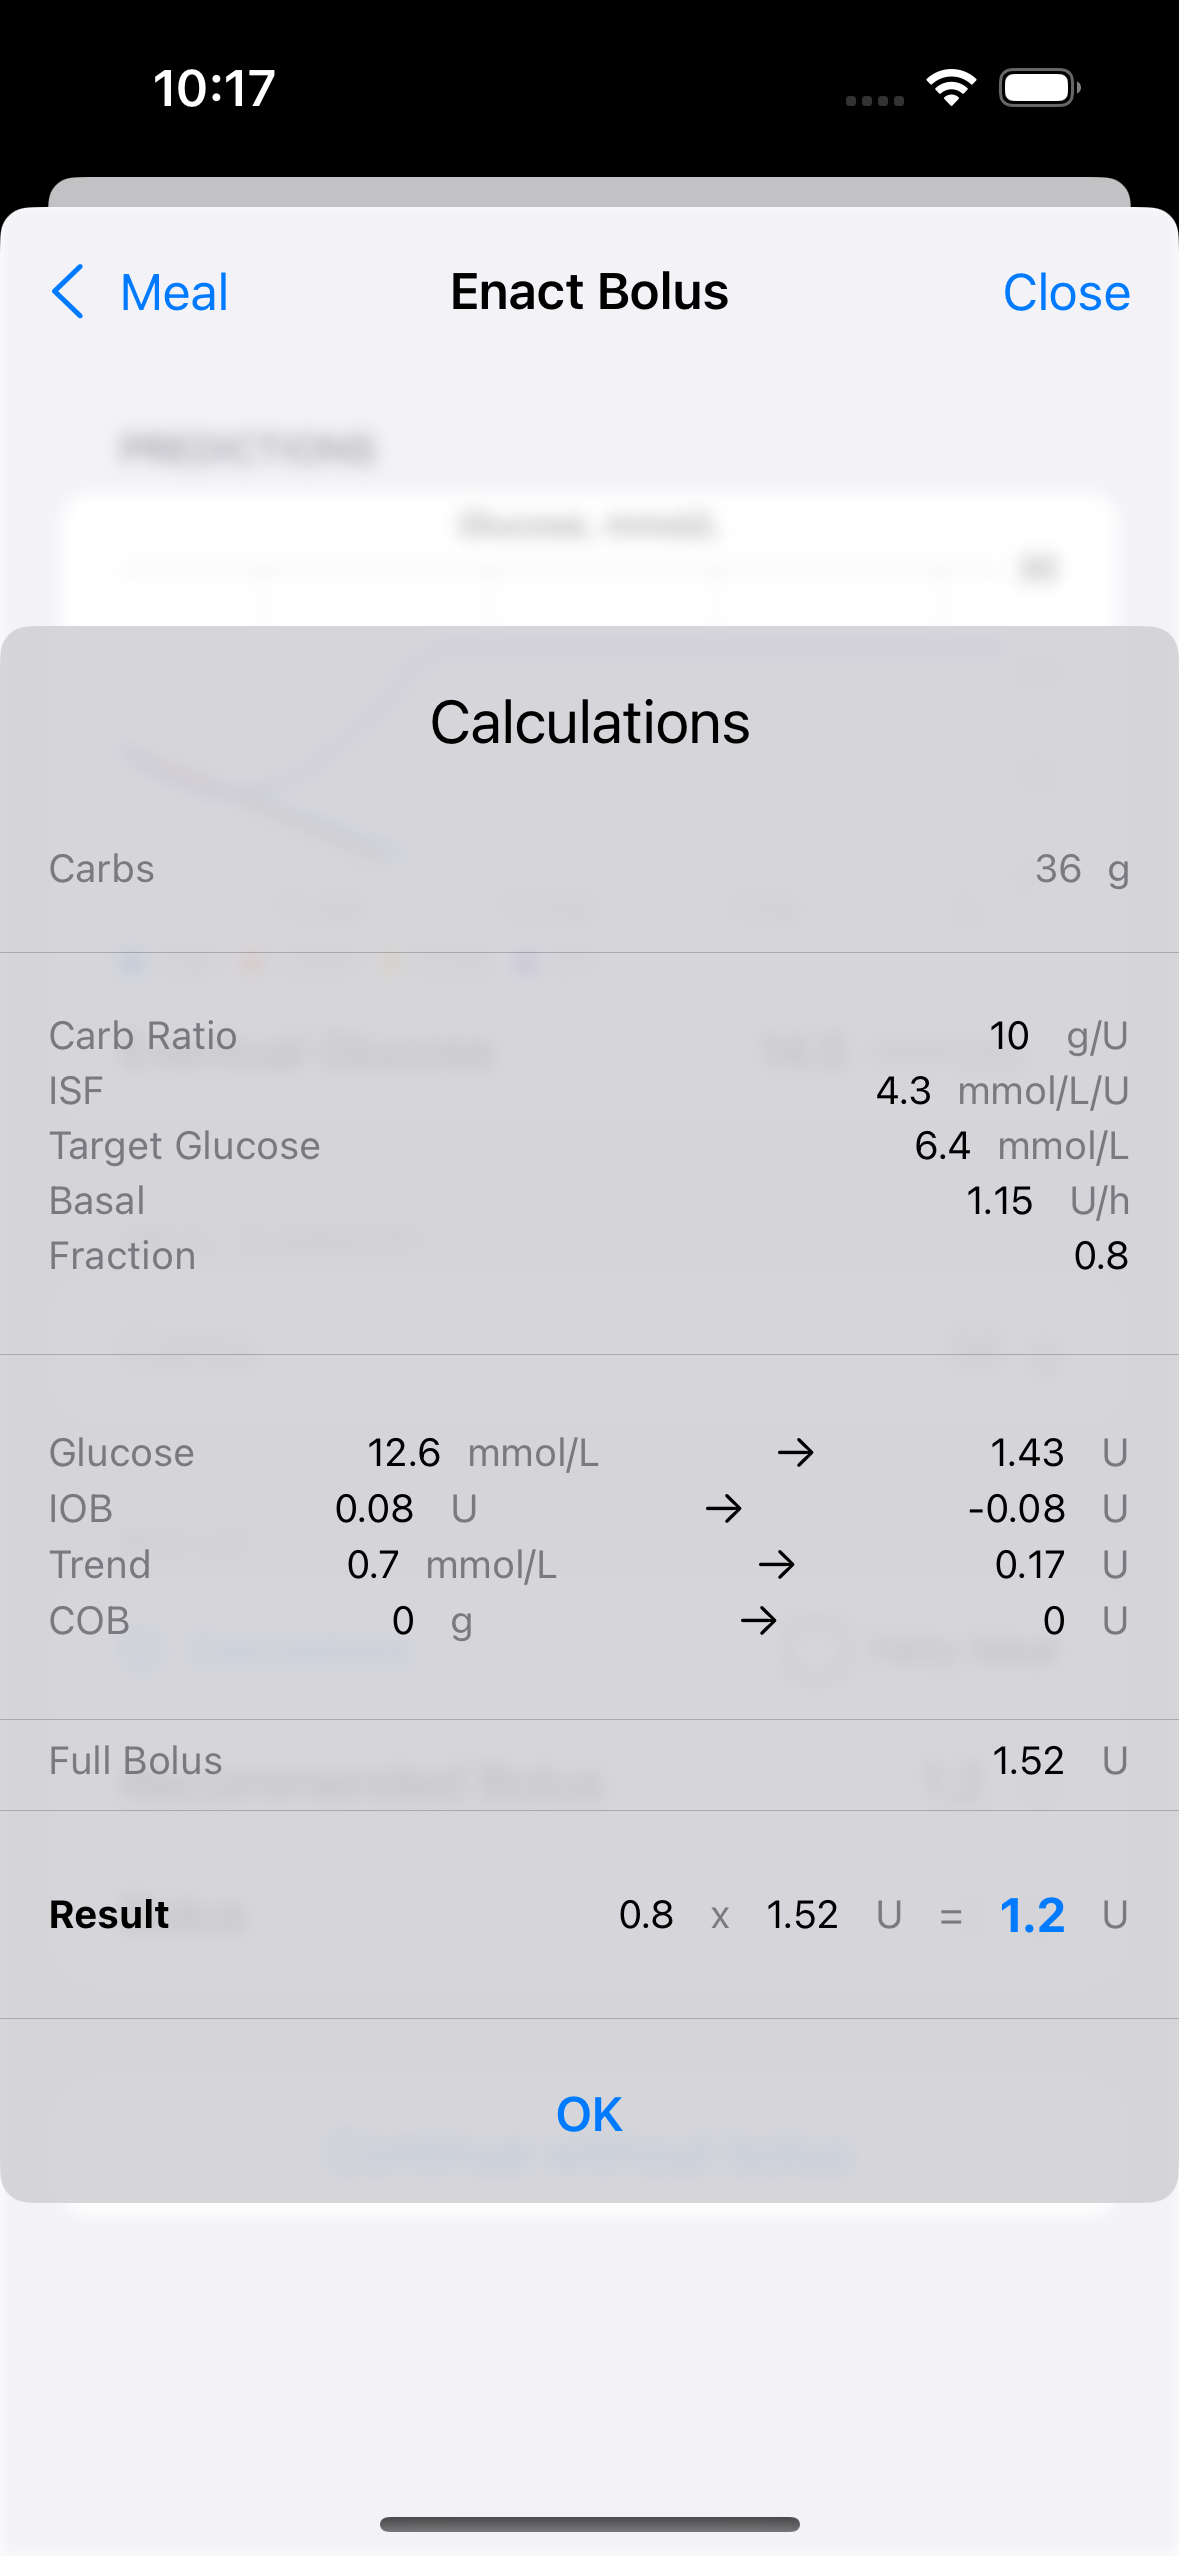 10:17
Meal Enact Bolus Close
PREDICTIONS
Glucose, mmol/L
Calculations
Carbs 36 g
Carb Ratio 10 g/U
ISF 4.3 mmol/L/U
Target Glucose 6.4 mmol/L
Basal 1.15 U/h
Fraction 0.8
Glucose 12.6 mmol/L → 1.43 U
IOB 0.08 U → -0.08 U
Trend 0.7 mmol/L → 0.17 U
COB 0 g → 0 U
Full Bolus 1.52 U
Result 0.8 x 1.52 U = 1.2 U
OK